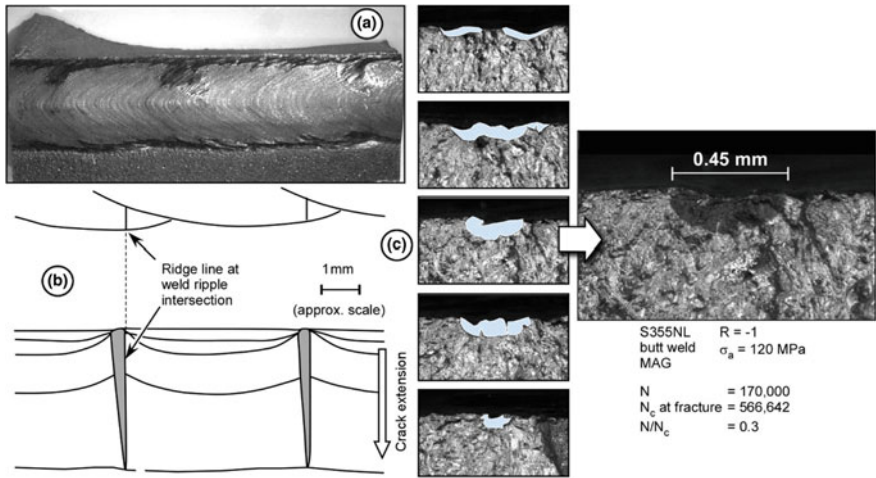 (a)
(b)
Ridge line at
weld ripple
intersection
1mm
(approx. scale)
Crack extension
(c)
0.45 mm
S355NL R = -1
butt weld σa = 120 MPa
MAG
N = 170,000
Nc at fracture = 566,642
N/Nc = 0.3